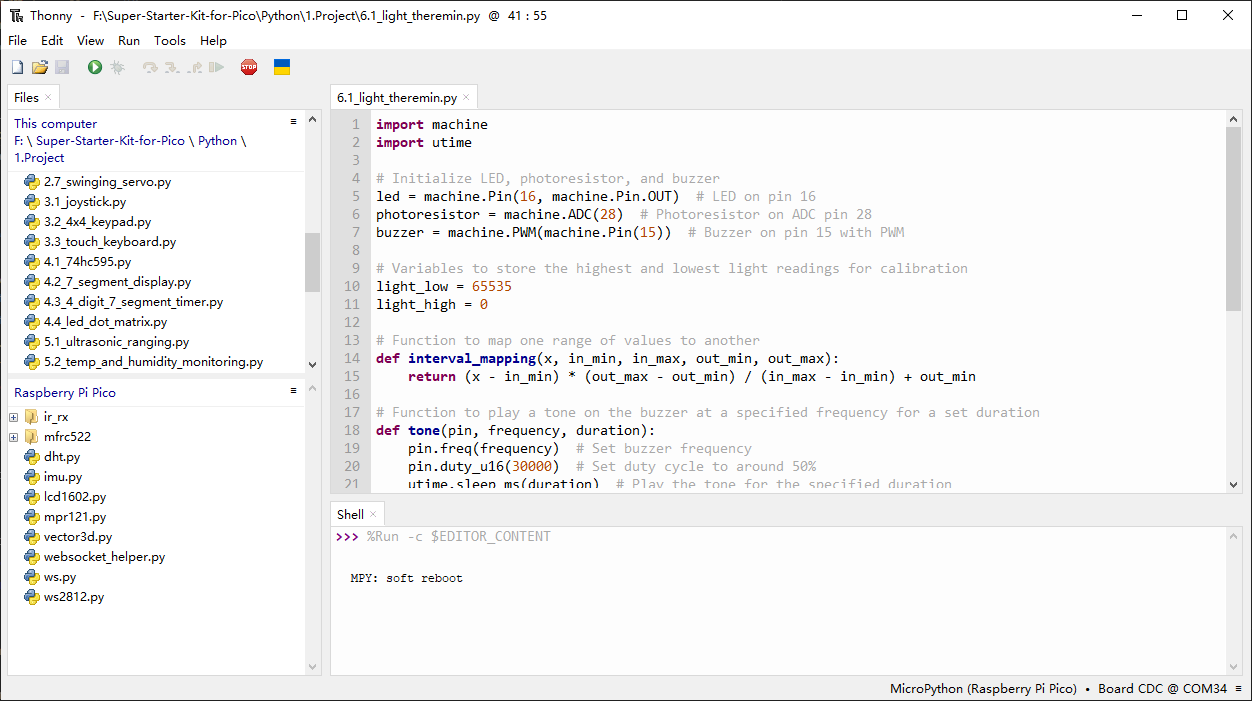 Thonny - F:\Super-Starter-Kit-for-Pico\Python\1.Project\6.1_light_theremin.py @ 41 : 55
File Edit View Run Tools Help
STOP
Files
This computer
F: \ Super-Starter-Kit-for-Pico \ Python \
1.Project
2.7_swinging_servo.py
3.1_joystick.py
3.2_4x4_keypad.py
3.3_touch_keyboard.py
4.1_74hc595.py
4.2_7_segment_display.py
4.3_4_digit_7_segment_timer.py
4.4_led_dot_matrix.py
5.1_ultrasonic_ranging.py
5.2_temp_and_humidity_monitoring.py
Raspberry Pi Pico
ir_rx
mfrc522
dht.py
imu.py
lcd1602.py
mpr121.py
vector3d.py
websocket_helper.py
ws.py
ws2812.py
6.1_light_theremin.py
1 import machine
2 import utime
3
4 # Initialize LED, photoresistor, and buzzer
5 led = machine.Pin(16, machine.Pin.OUT)  # LED on pin 16
6 photoresistor = machine.ADC(28)  # Photoresistor on ADC pin 28
7 buzzer = machine.PWM(machine.Pin(15))  # Buzzer on pin 15 with PWM
8
9 # Variables to store the highest and lowest light readings for calibration
10 light_low = 65535
11 light_high = 0
12
13 # Function to map one range of values to another
14 def interval_mapping(x, in_min, in_max, out_min, out_max):
15     return (x - in_min) * (out_max - out_min) / (in_max - in_min) + out_min
16
17 # Function to play a tone on the buzzer at a specified frequency for a set duration
18 def tone(pin, frequency, duration):
19     pin.freq(frequency)  # Set buzzer frequency
20     pin.duty_u16(30000)  # Set duty cycle to around 50%
21     utime.sleep_ms(duration)  # Play the tone for the specified duration
Shell
>>> %Run -c $EDITOR_CONTENT
MPY: soft reboot
MicroPython (Raspberry Pi Pico) • Board CDC @ COM34